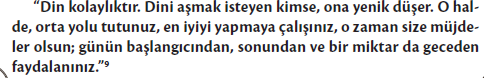 “Din kolaylıktır. Dini aşmak isteyen kimse, ona yenik düşer. O hal-
de, orta yolu tutunuz, en iyiyi yapmaya çalışınız, o zaman size müjde-
ler olsun; günün başlangıcından, sonundan ve bir miktar da geceden
faydalanınız.”⁹